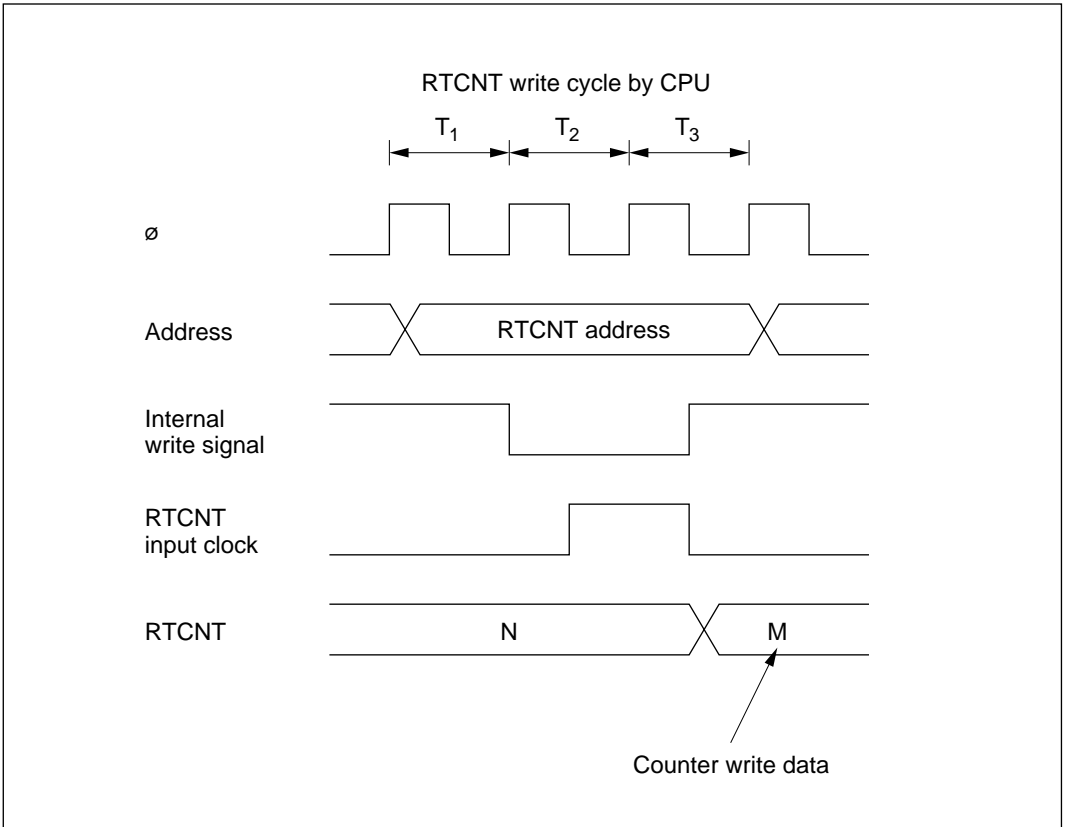 RTCNT write cycle by CPU
T1 T2 T3
ø
Address
RTCNT address
Internal
write signal
RTCNT
input clock
RTCNT
N
M
Counter write data